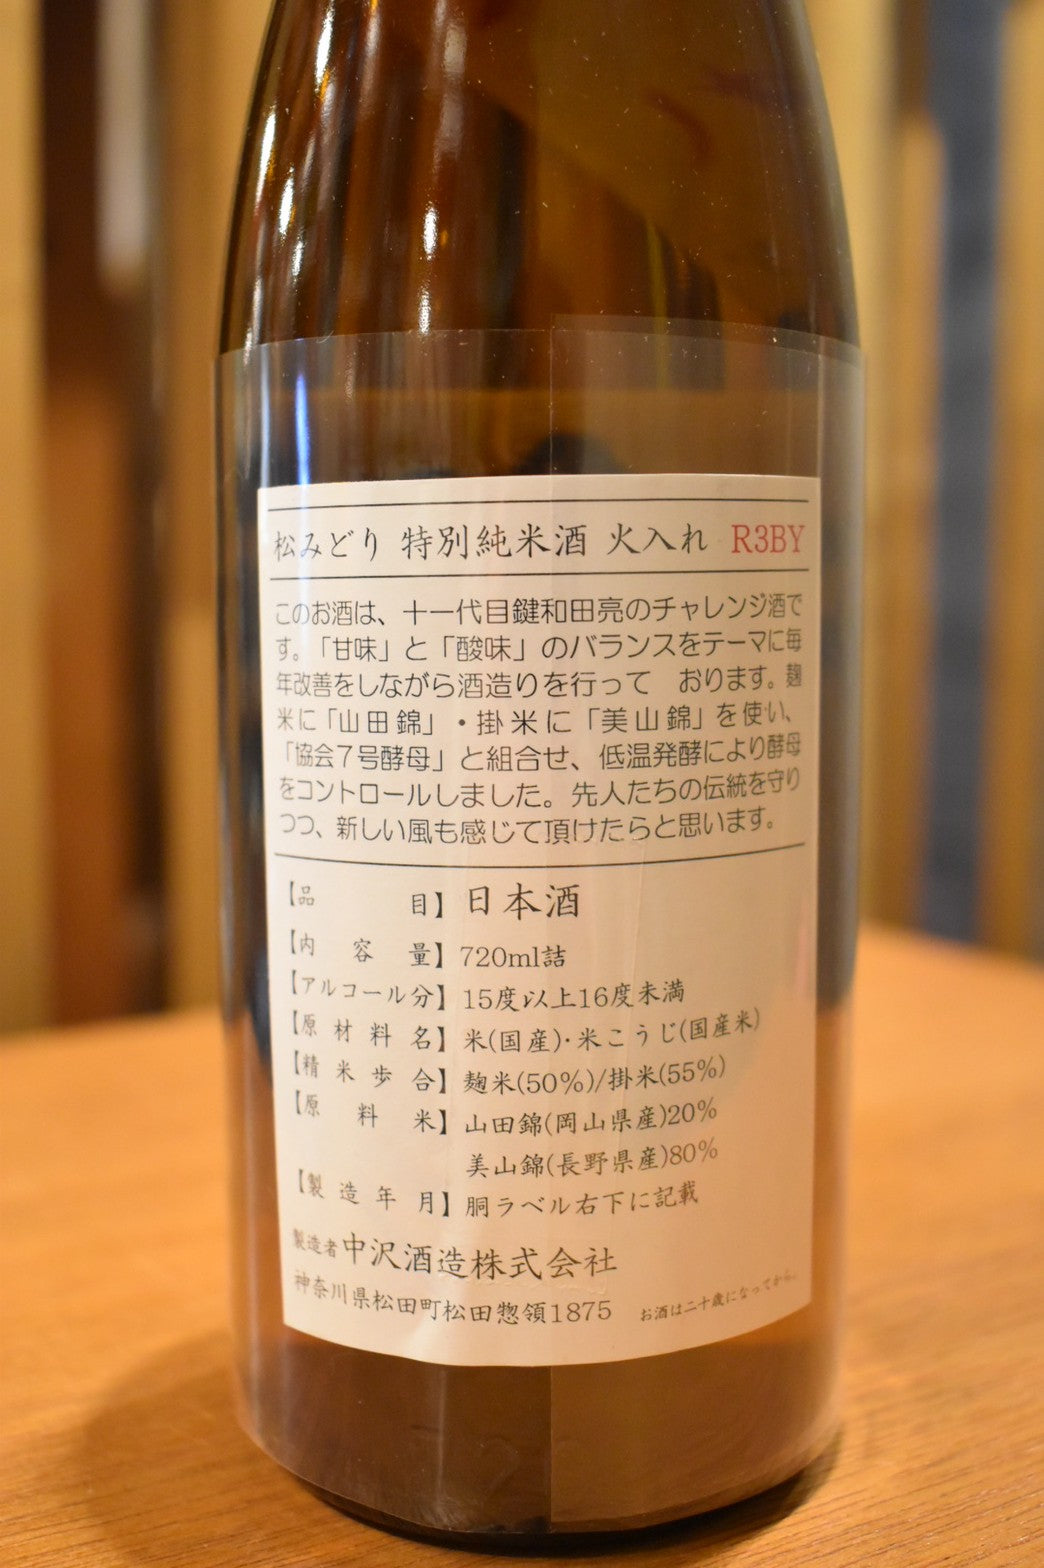 松みどり 特別純米酒 火入れ R3BY
このお酒は、十一代目鍵和田亮のチャレンジ酒で
す。「甘味」と「酸味」のバランスをテーマに毎
年改善をしながら酒造りを行って　おります。麹
米に「山田錦」・掛米に「美山錦」を使い、
「協会7号酵母」と組合せ、低温発酵により酵母
をコントロールしました。先人たちの伝統を守り
つつ、新しい風も感じて頂けたらと思います。
【品目】 日本酒
【内容量】 720ml詰
【アルコール分】 15度以上16度未満
【原材料名】 米(国産)・米こうじ(国産米)
【精米歩合】 麹米(50%)/掛米(55%)
【原料米】 山田錦(岡山県産)20%
美山錦(長野県産)80%
【製造年月】 胴ラベル右下に記載
製造者 中沢酒造株式会社
神奈川県松田町松田惣領1875 お酒は二十歳になってから。